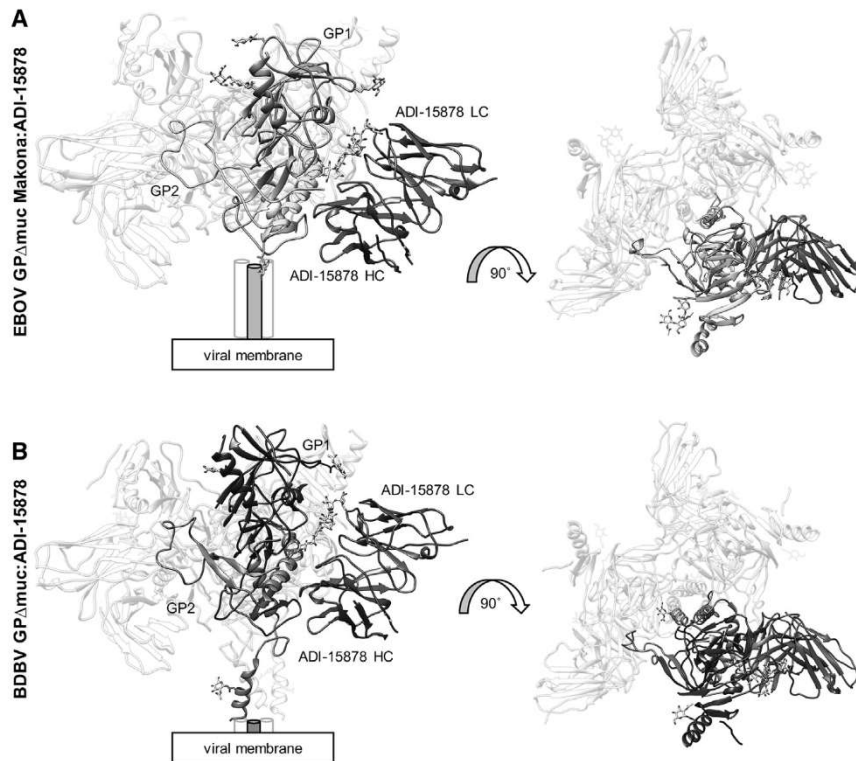 A
EBOV GPΔmuc Makona:ADI-15878
GP1
ADI-15878 LC
GP2
ADI-15878 HC
90°
viral membrane
B
BDBV GPΔmuc:ADI-15878
GP1
ADI-15878 LC
GP2
90°
ADI-15878 HC
viral membrane